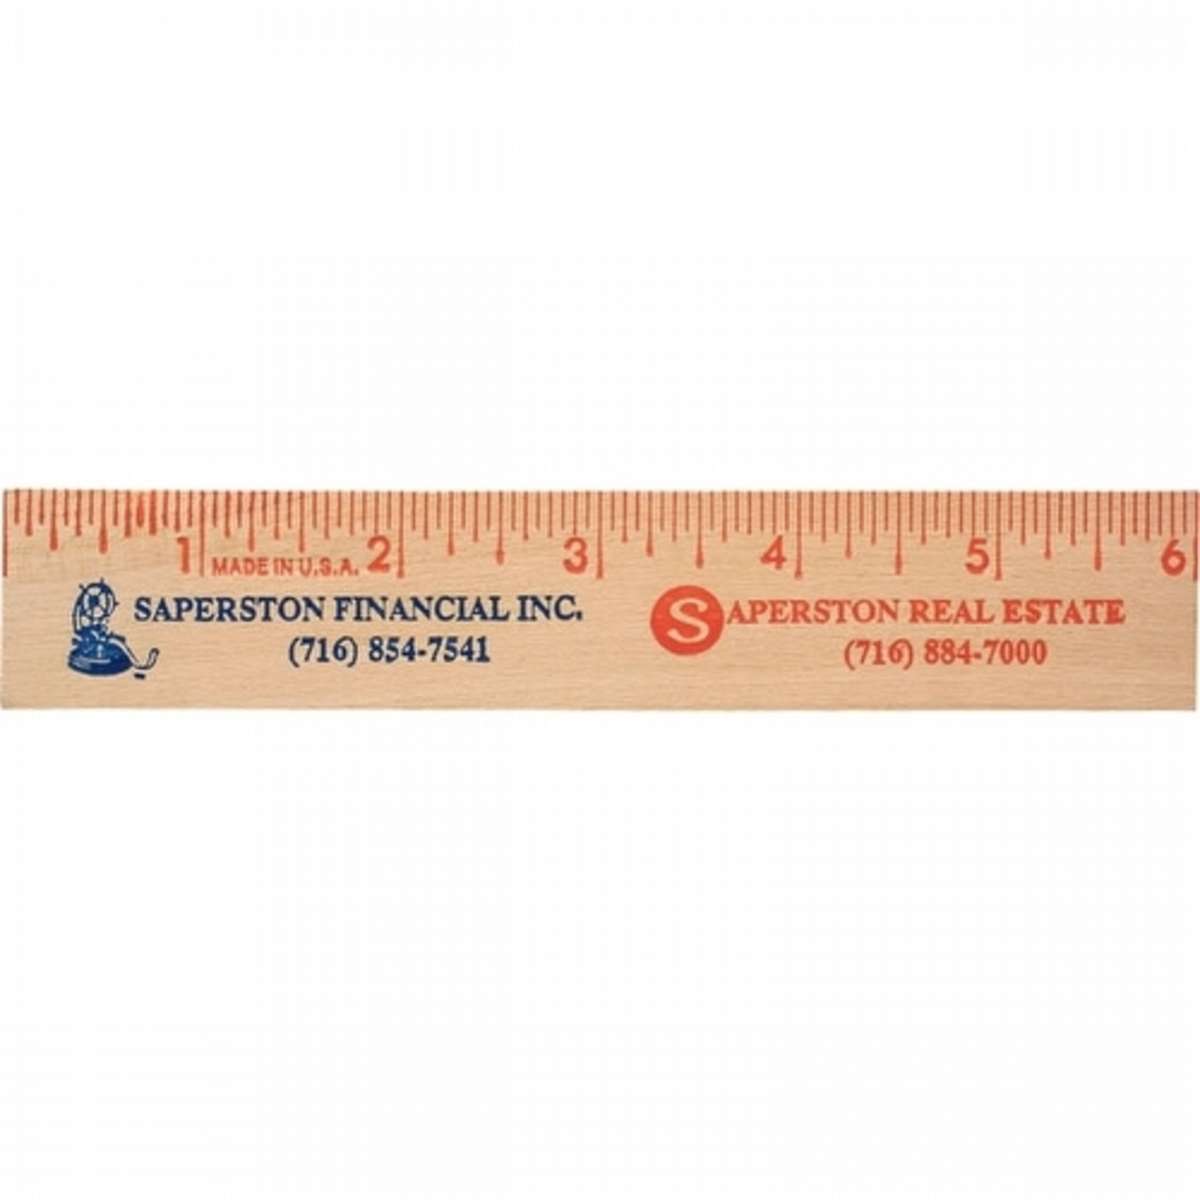 1 MADE IN U.S.A. 2 3 4 5 6
SAPERSTON FINANCIAL INC.
(716) 854-7541
SAPERSTON REAL ESTATE
(716) 884-7000